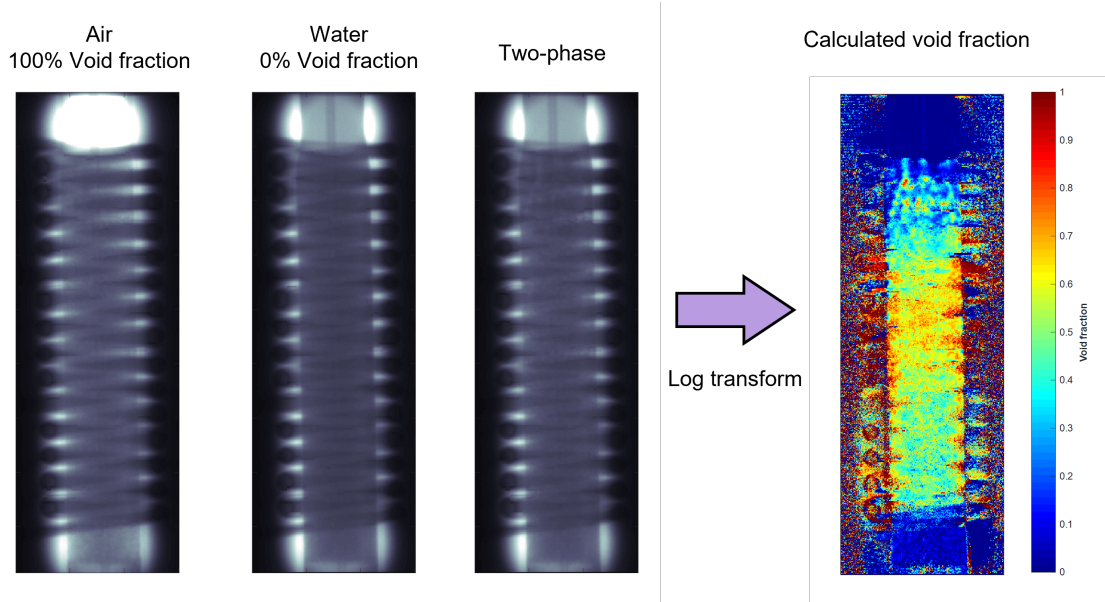 Air
100% Void fraction
Water
0% Void fraction
Two-phase
Log transform
Calculated void fraction
1
0.9
0.8
0.7
0.6
0.5
0.4
0.3
0.2
0.1
0
Void fraction